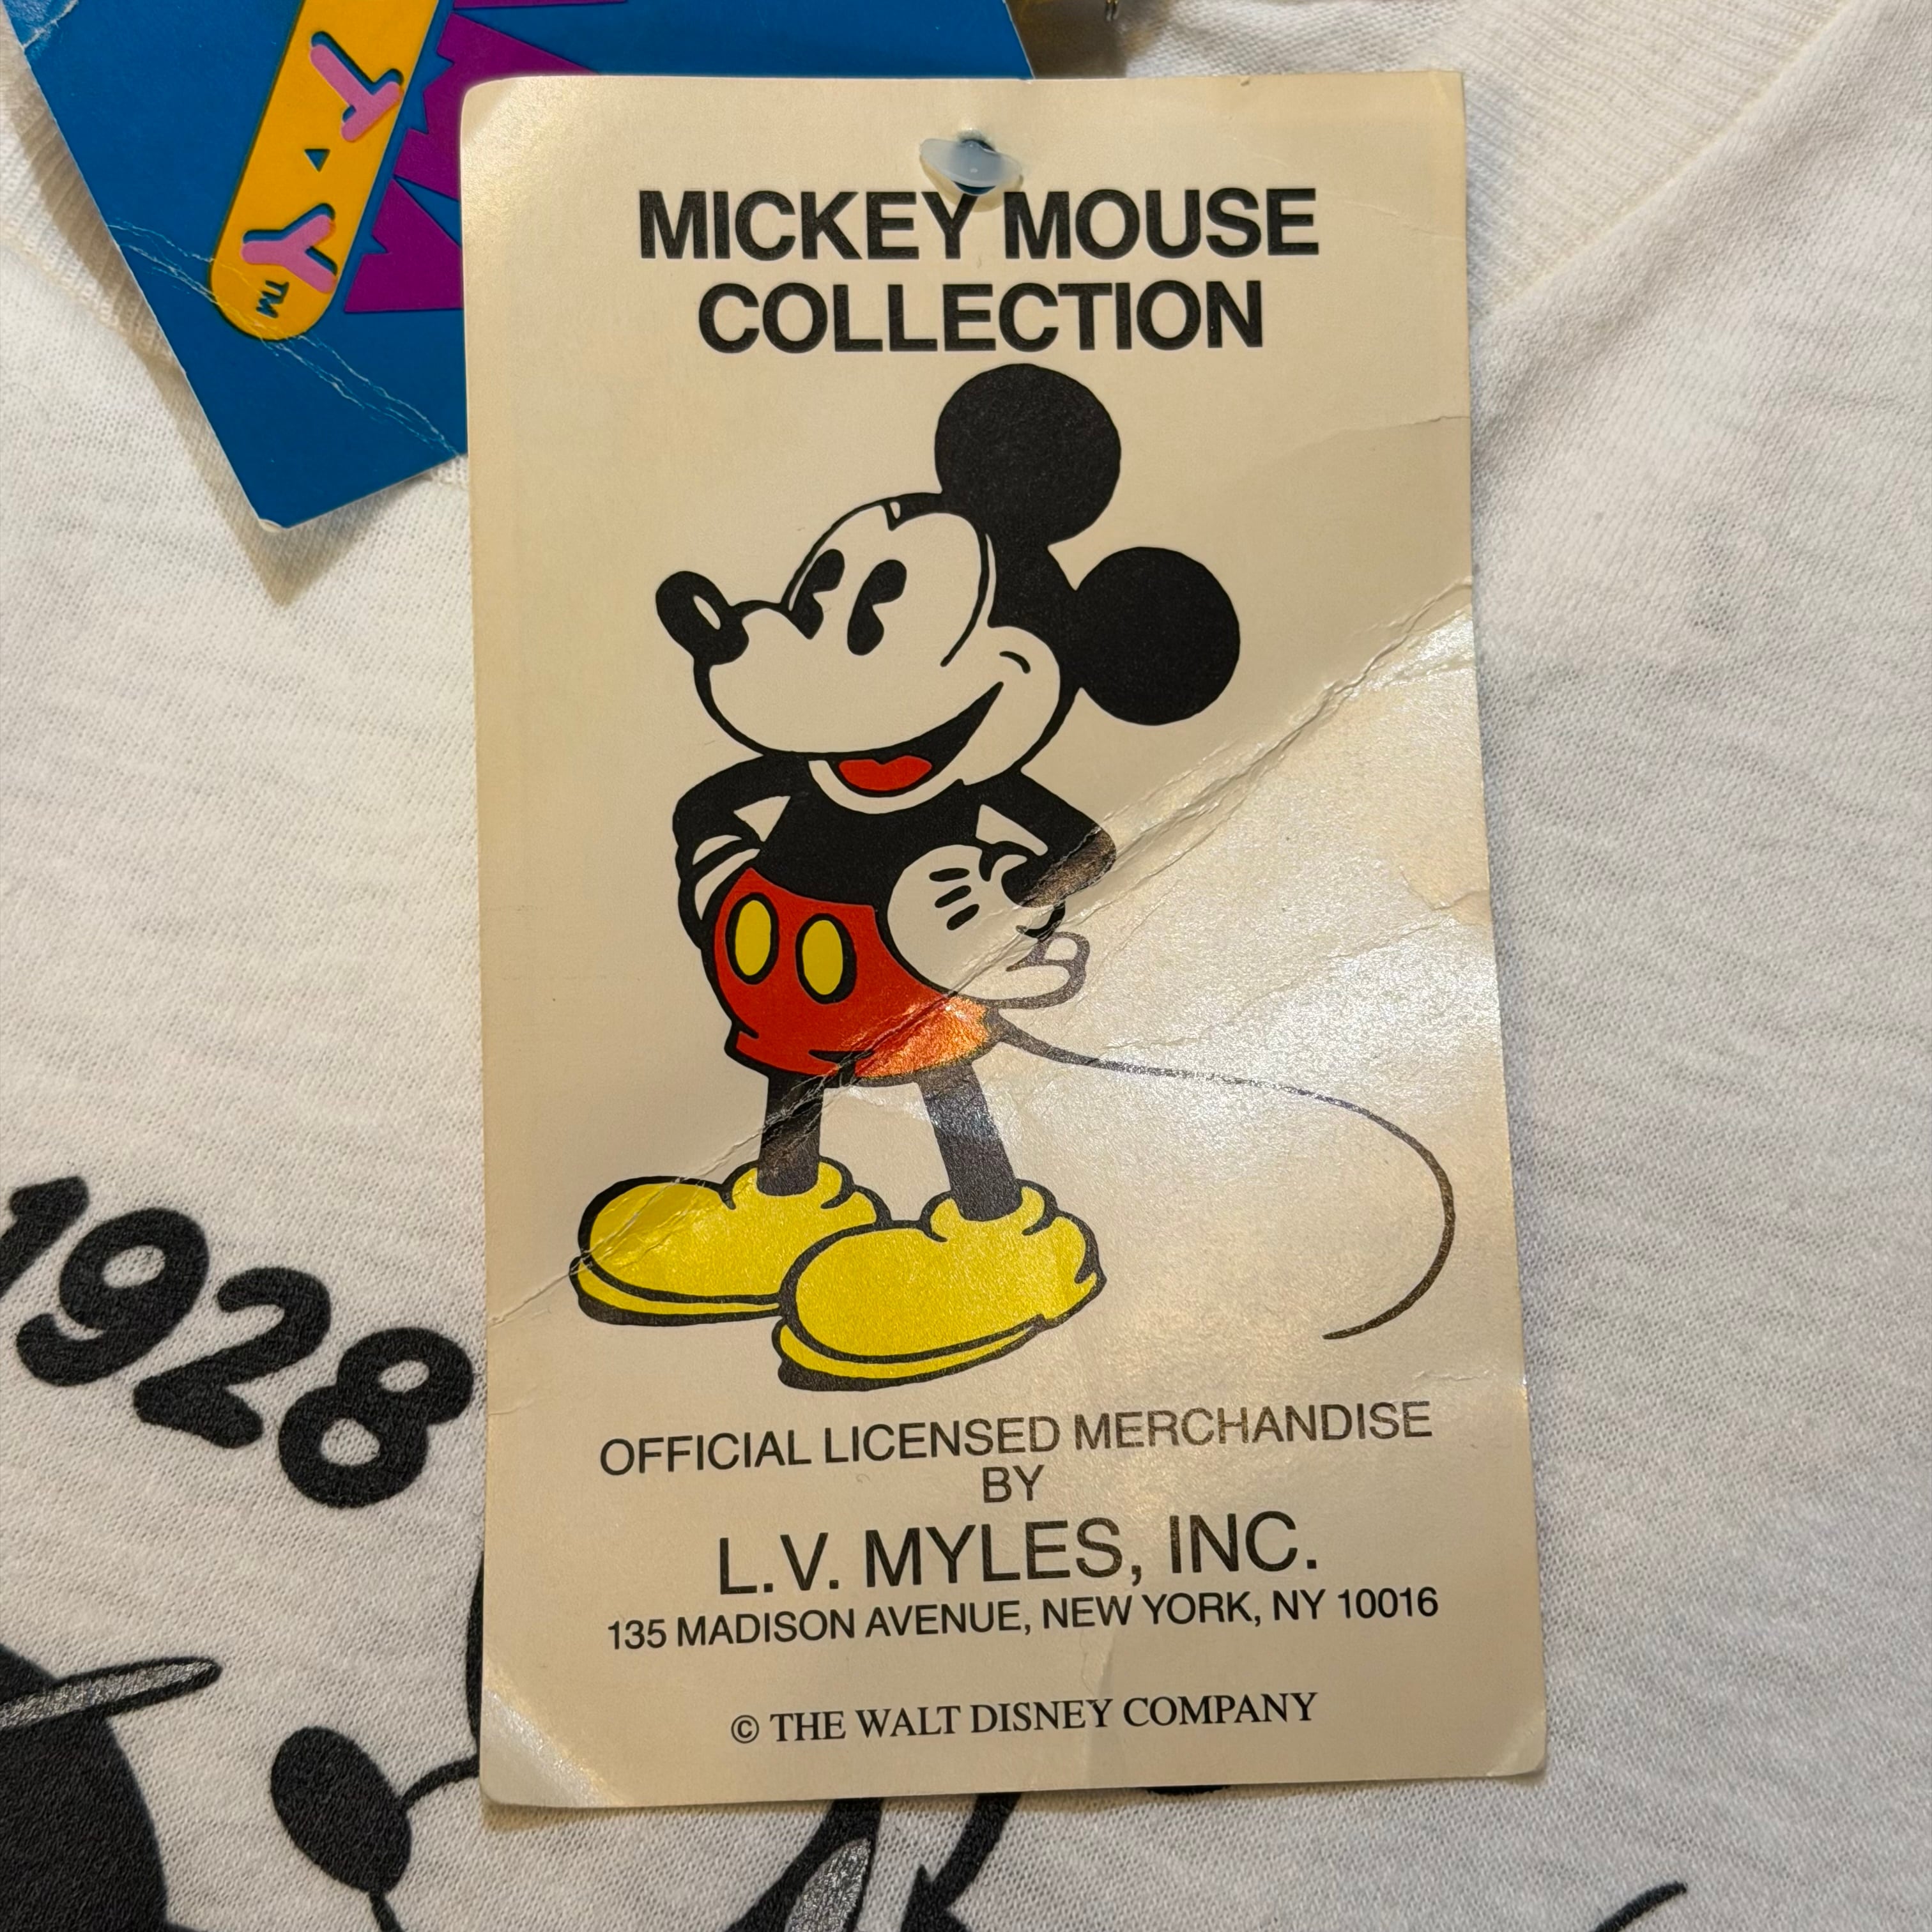 T-Y
TM
MICKEY MOUSE
COLLECTION
1928
OFFICIAL LICENSED MERCHANDISE
BY
L.V. MYLES, INC.
135 MADISON AVENUE, NEW YORK, NY 10016
© THE WALT DISNEY COMPANY